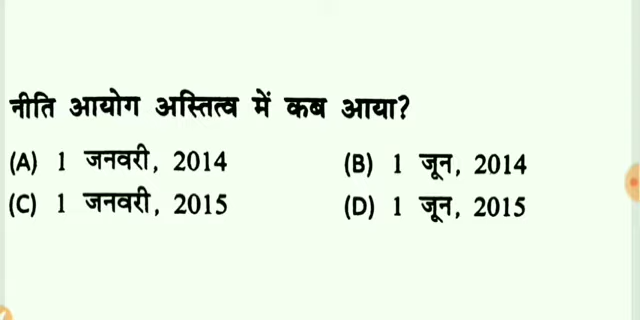 नीति आयोग अस्तित्व में कब आया?
(A) 1 जनवरी, 2014 (B) 1 जून, 2014
(C) 1 जनवरी, 2015 (D) 1 जून, 2015